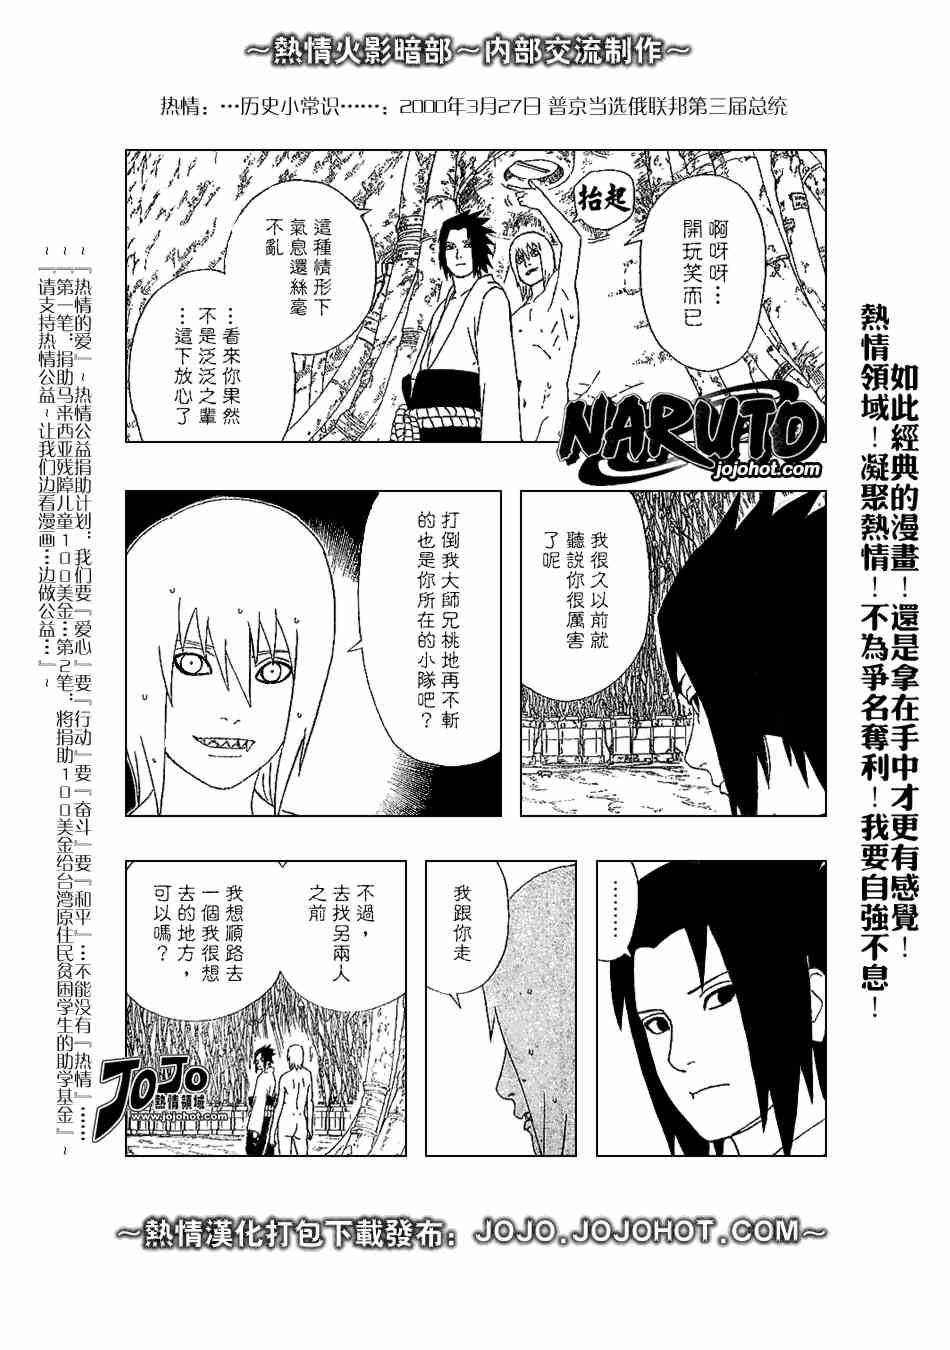 ～熱情火影暗部～内部交流制作～
热情：…历史小常识……：2000年3月27日 普京当选俄联邦第三届总统
啊呀呀…
開玩笑而已
抬起
這種情形下
氣息還絲毫
不亂
…看來你果然
不是泛泛之輩
…這下放心了
NARUTO
jojohot.com
我很久以前就
聽説你很厲害
了呢
打倒我大師兄桃地再不斬
的也是你所在的小隊吧？
…………
我跟你走
不過，
去找另兩人
之前
我想順路去
一個我很想
去的地方，
可以嗎？
JOJO
熱情領域
www.jojohot.com
如此經典的漫畫！還是拿在手中才更有感覺！
熱情領域！凝聚熱情！不為爭名奪利！我要自強不息！
~『热情的爱』~热情公益捐助计划：我们要『爱心』要『行动』要『奋斗』要『和平』…不能没有『热情』……
~『第一笔：捐助马来西亚残障儿童100美金…第2笔：将捐助100美金给台湾原住民贫困学生的助学基金』~
~『请支持热情公益~让我们边看漫画…边做公益…』~
～熱情漢化打包下載發布：JOJO.JOJOHOT.COM～